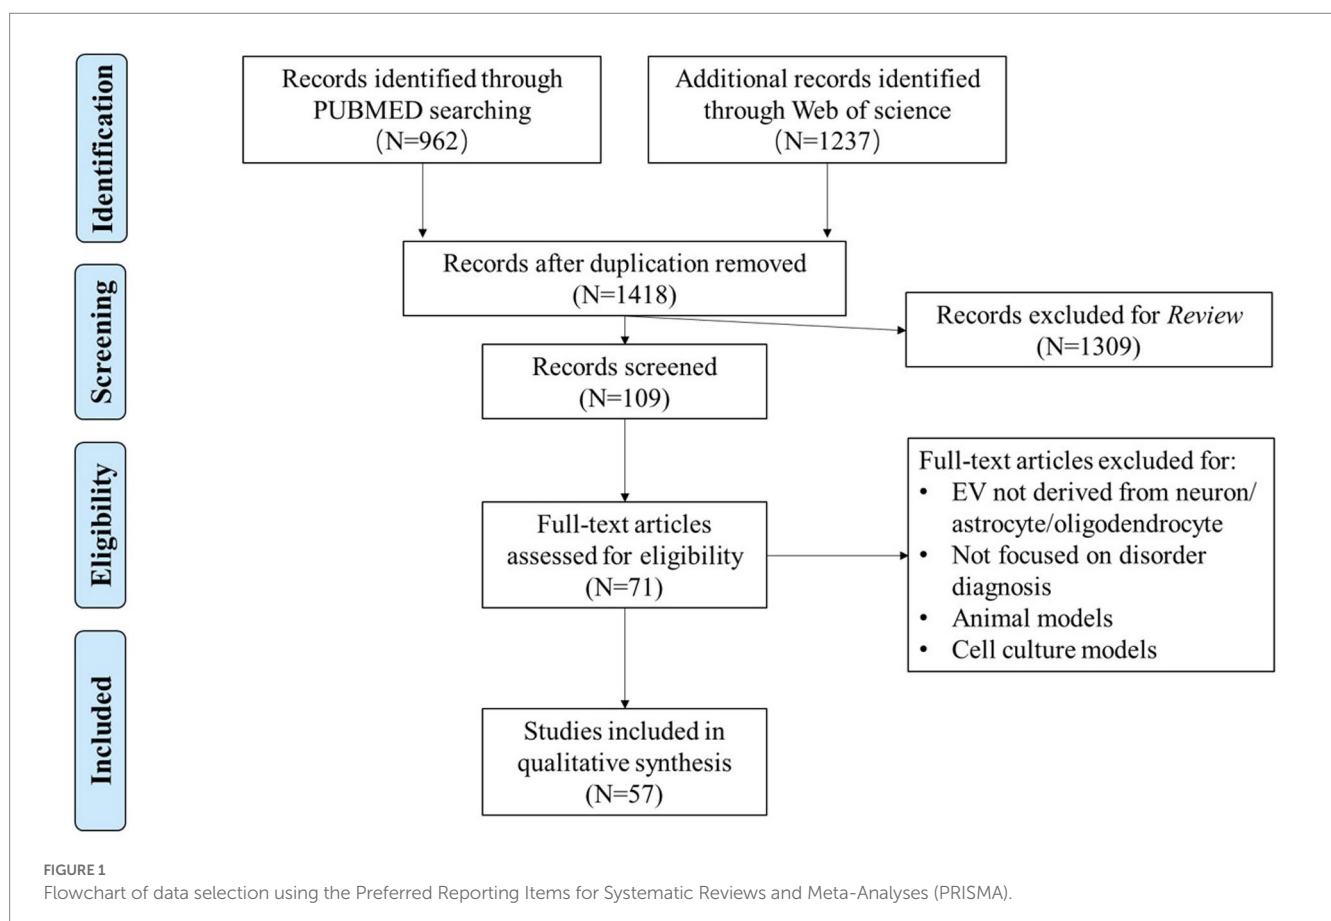 Identification
Records identified through
PUBMED searching
(N=962)
Additional records identified
through Web of science
(N=1237)
Records after duplication removed
(N=1418)
Screening
Records excluded for Review
(N=1309)
Records screened
(N=109)
Eligibility
Full-text articles
assessed for eligibility
(N=71)
Full-text articles excluded for:
• EV not derived from neuron/
astrocyte/oligodendrocyte
• Not focused on disorder
diagnosis
• Animal models
• Cell culture models
Included
Studies included in
qualitative synthesis
(N=57)
FIGURE 1
Flowchart of data selection using the Preferred Reporting Items for Systematic Reviews and Meta-Analyses (PRISMA).